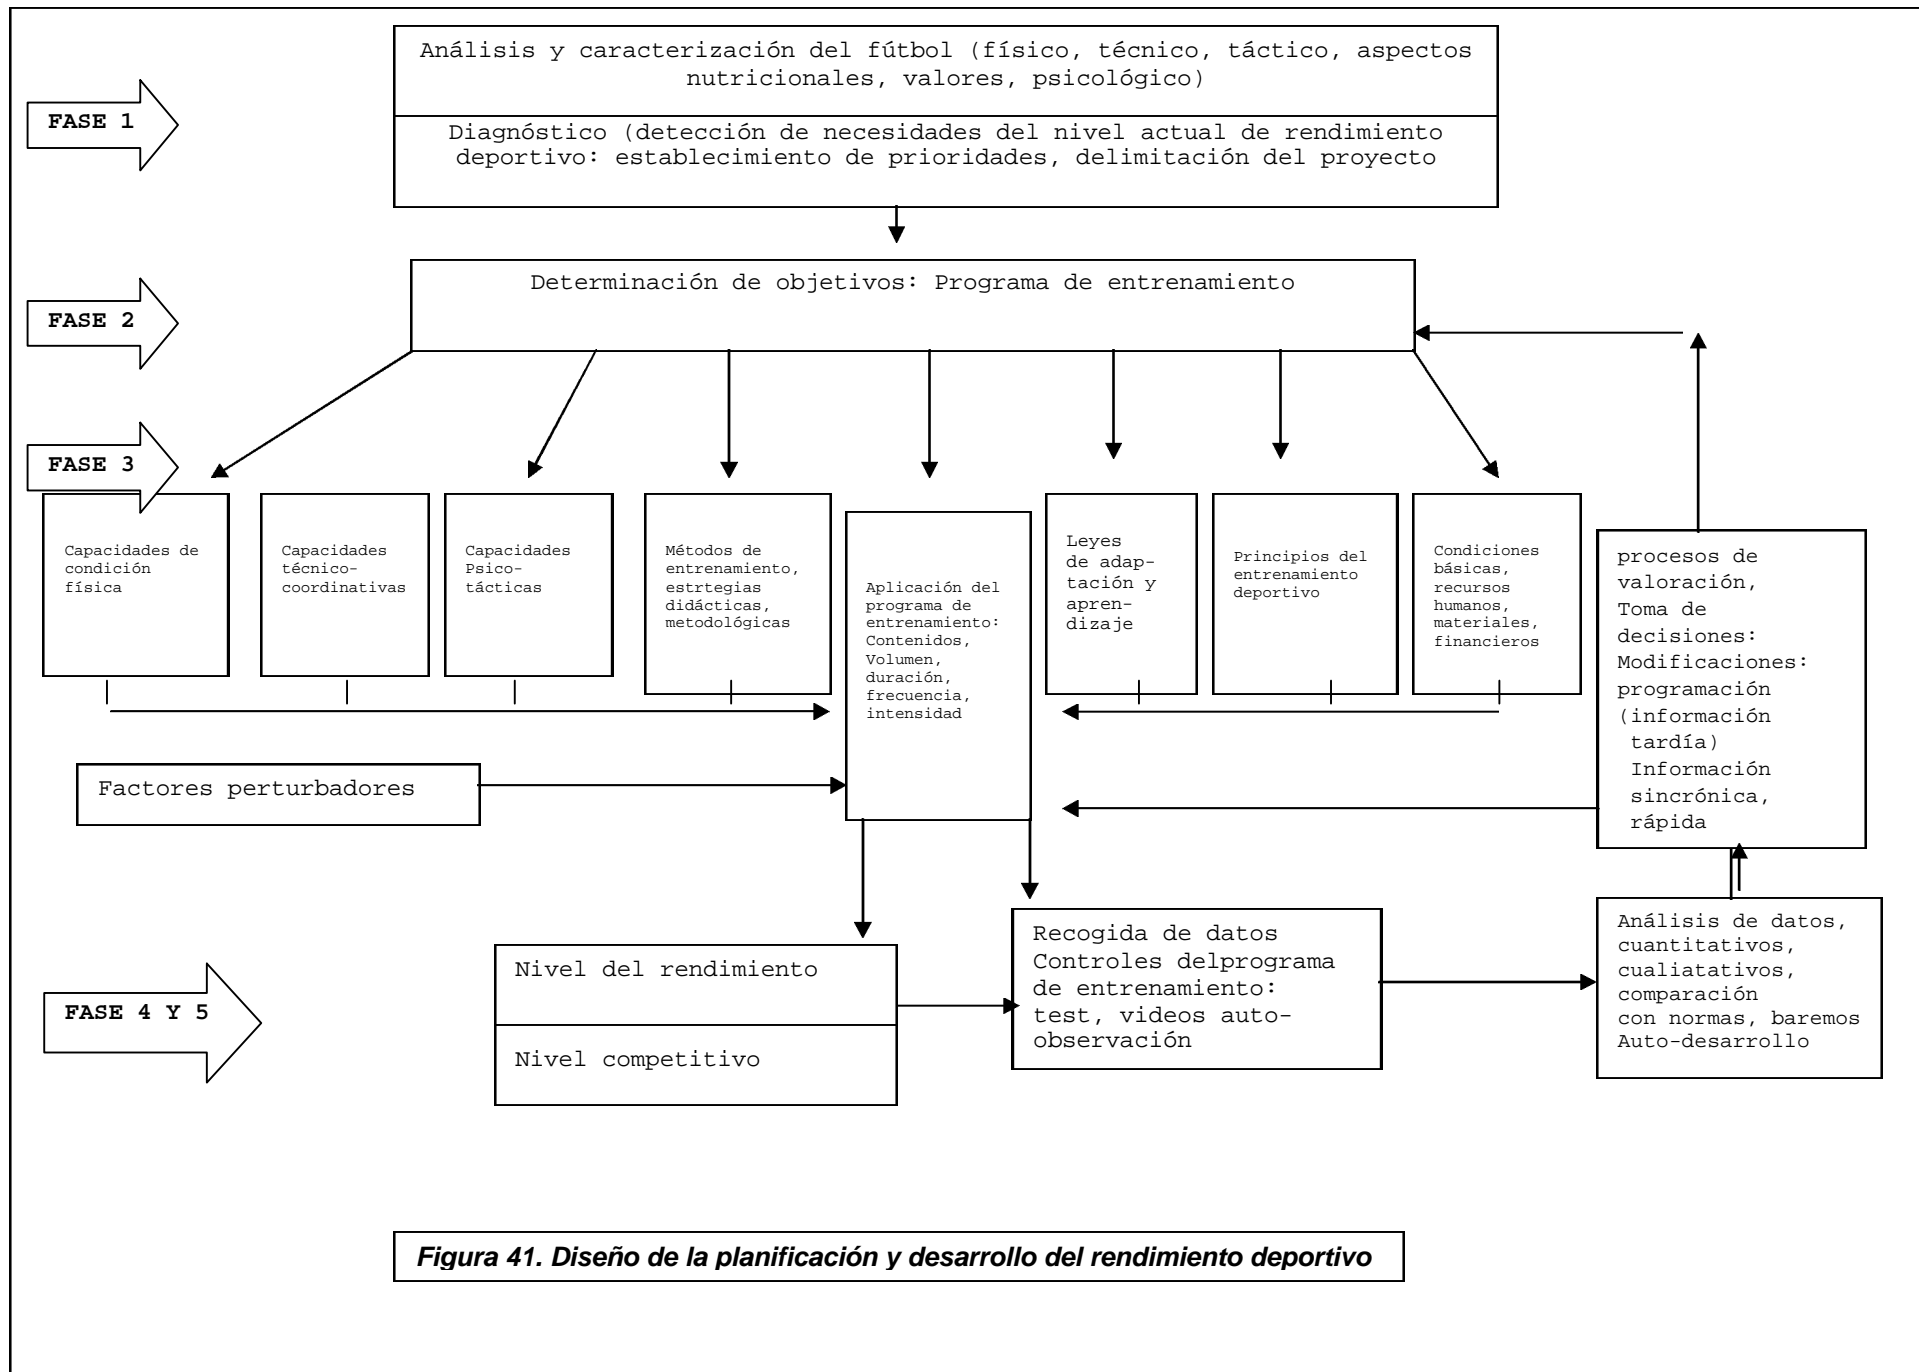 Análisis y caracterización del fútbol (físico, técnico, táctico, aspectos
nutricionales, valores, psicológico)
FASE 1
Diagnóstico (detección de necesidades del nivel actual de rendimiento
deportivo: establecimiento de prioridades, delimitación del proyecto
FASE 2
Determinación de objetivos: Programa de entrenamiento
FASE 3
Capacidades de
condición
física
Capacidades
técnico-
coordinativas
Capacidades
Psico-
tácticas
Métodos de
entrenamiento,
estrtegias
didácticas,
metodológicas
Aplicación del
programa de
entrenamiento:
Contenidos,
Volumen,
duración,
frecuencia,
intensidad
Leyes
de adap-
tación y
apren-
dizaje
Principios del
entrenamiento
deportivo
Condiciones
básicas,
recursos
humanos,
materiales,
financieros
procesos de
valoración,
Toma de
decisiones:
Modificaciones:
programación
(información
tardía)
Información
sincrónica,
rápida
Factores perturbadores
FASE 4 Y 5
Nivel del rendimiento
Nivel competitivo
Recogida de datos
Controles delprograma
de entrenamiento:
test, videos auto-
observación
Análisis de datos,
cuantitativos,
cualiatativos,
comparación
con normas, baremos
Auto-desarrollo
Figura 41. Diseño de la planificación y desarrollo del rendimiento deportivo